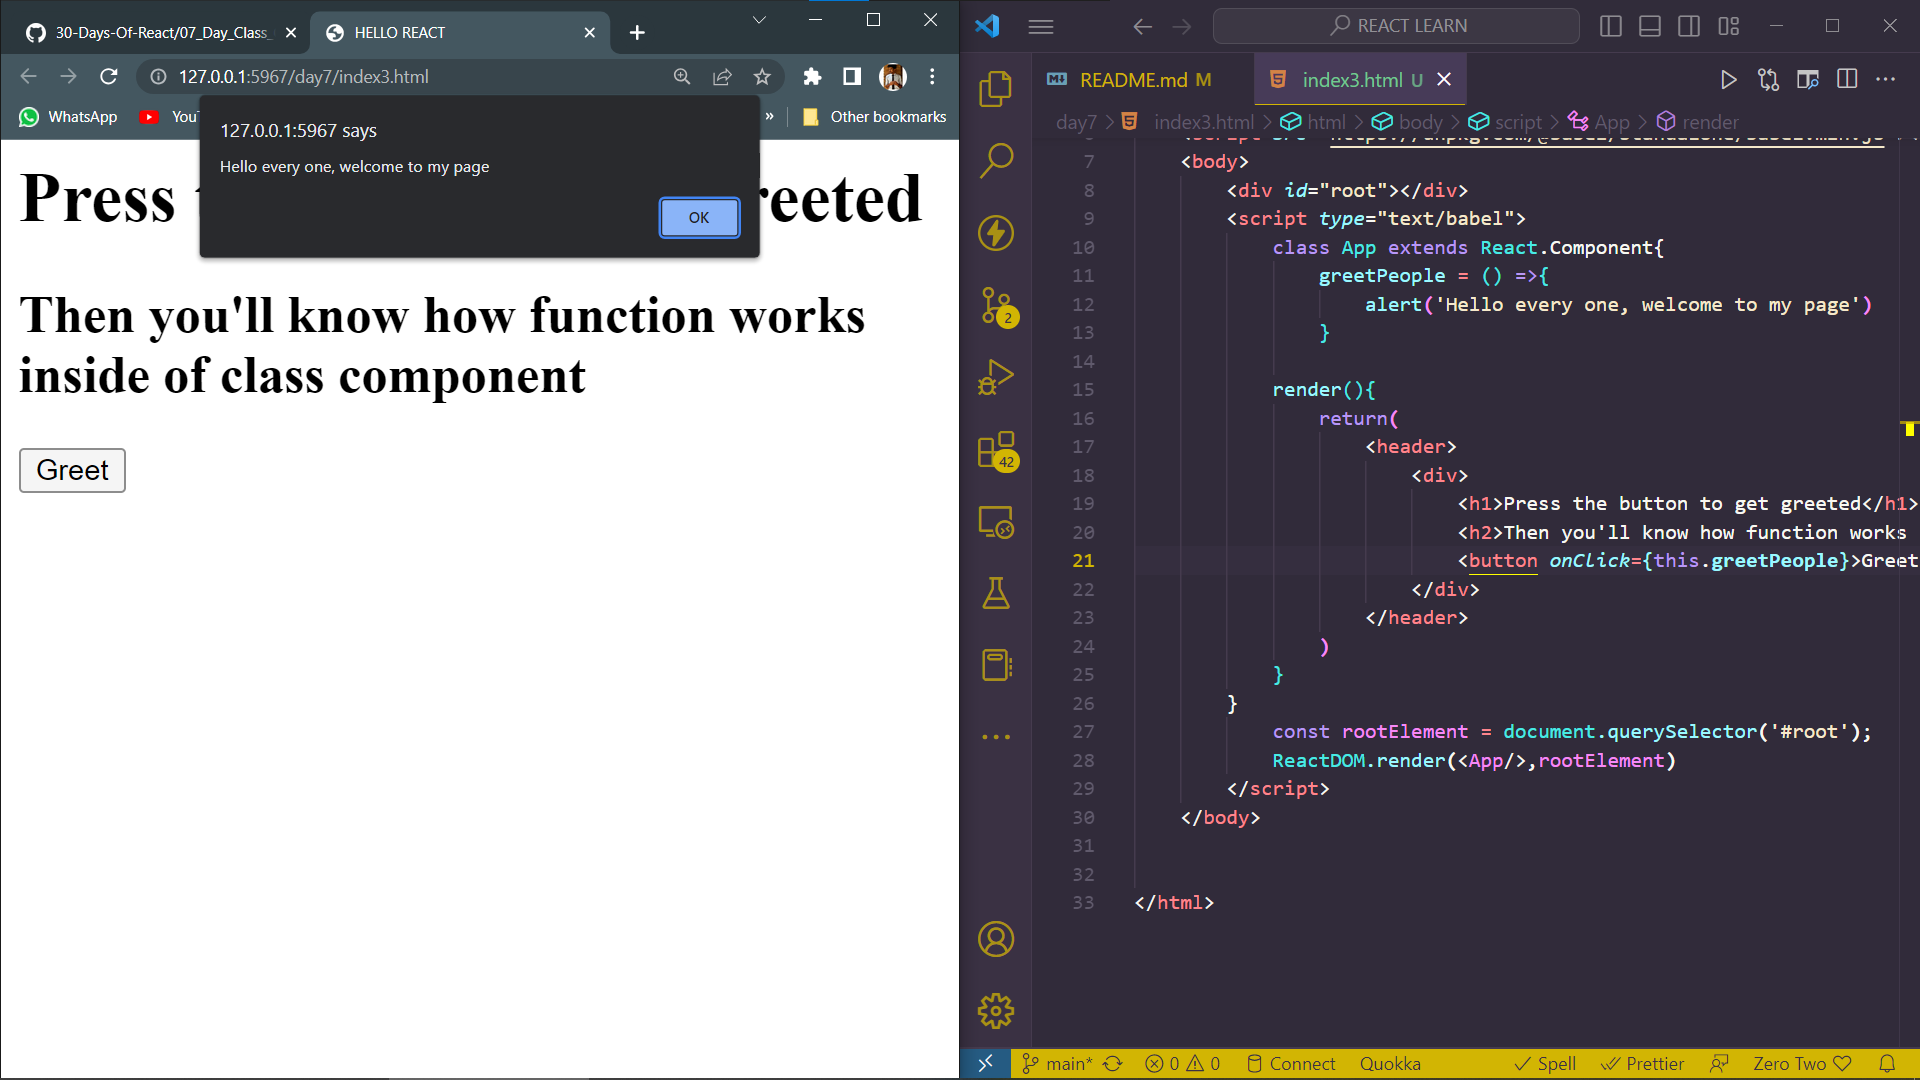 30-Days-Of-React/07_Day_Class_
HELLO REACT
127.0.0.1:5967/day7/index3.html
WhatsApp
You
»
Other bookmarks
127.0.0.1:5967 says
Hello every one, welcome to my page
OK
Press
reeted
Then you'll know how function works
inside of class component
Greet
REACT LEARN
README.md M
index3.html U
day7 > index3.html > html > body > script > App > render
7 <body>
8 <div id="root"></div>
9 <script type="text/babel">
10 class App extends React.Component{
11 greetPeople = () =>{
12 alert('Hello every one, welcome to my page')
13 }
14
15 render(){
16 return(
17 <header>
18 <div>
19 <h1>Press the button to get greeted</h1>
20 <h2>Then you'll know how function works
21 <button onClick={this.greetPeople}>Greet
22 </div>
23 </header>
24 )
25 }
26 }
27 const rootElement = document.querySelector('#root');
28 ReactDOM.render(<App/>,rootElement)
29 </script>
30 </body>
31
32
33 </html>
2
42
main* 0 0 Connect Quokka Spell Prettier Zero Two